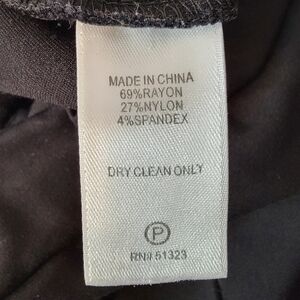 MADE IN CHINA
69%RAYON
27%NYLON
4%SPANDEX
DRY CLEAN ONLY
P
RN# 51323